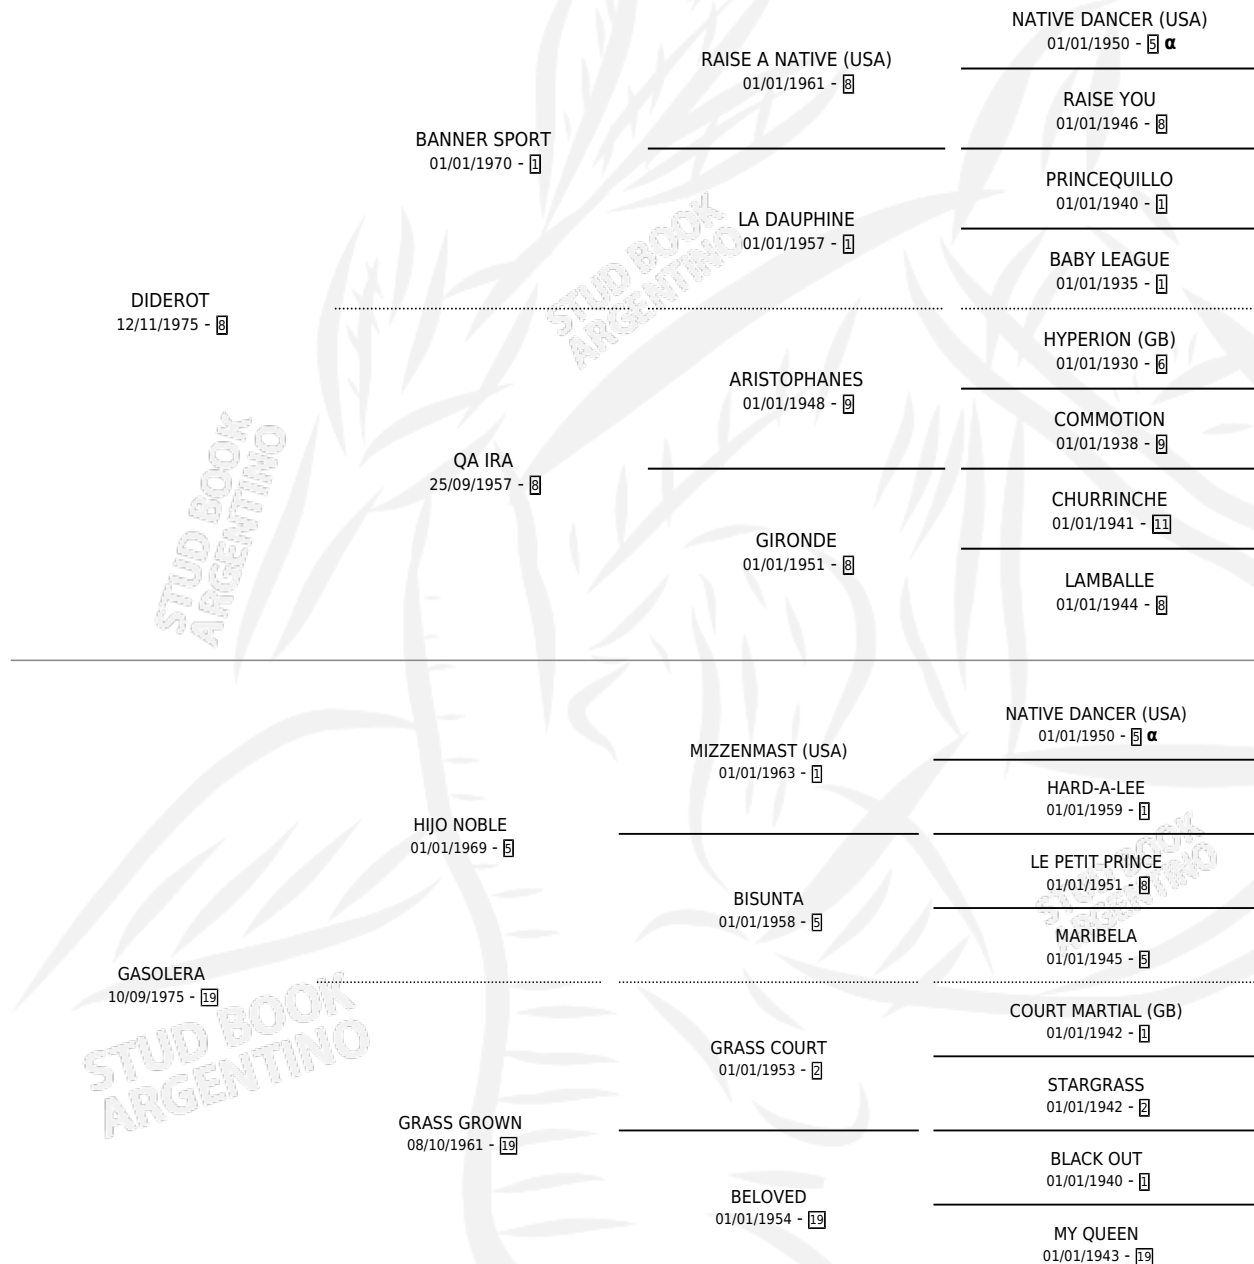 NATIVE DANCER (USA)
01/01/1950 - 5 α
RAISE A NATIVE (USA)
01/01/1961 - 8
RAISE YOU
01/01/1946 - 8
BANNER SPORT
01/01/1970 - 1
PRINCEQUILLO
01/01/1940 - 1
LA DAUPHINE
01/01/1957 - 1
BABY LEAGUE
01/01/1935 - 1
DIDEROT
12/11/1975 - 8
HYPERION (GB)
01/01/1930 - 6
ARISTOPHANES
01/01/1948 - 9
COMMOTION
01/01/1938 - 9
QA IRA
25/09/1957 - 8
CHURRINCHE
01/01/1941 - 11
GIRONDE
01/01/1951 - 8
LAMBALLE
01/01/1944 - 8
NATIVE DANCER (USA)
01/01/1950 - 5 α
MIZZENMAST (USA)
01/01/1963 - 1
HARD-A-LEE
01/01/1959 - 1
HIJO NOBLE
01/01/1969 - 5
LE PETIT PRINCE
01/01/1951 - 8
BISUNTA
01/01/1958 - 5
MARIBELA
01/01/1945 - 5
GASOLERA
10/09/1975 - 19
COURT MARTIAL (GB)
01/01/1942 - 1
GRASS COURT
01/01/1953 - 2
STARGRASS
01/01/1942 - 2
GRASS GROWN
08/10/1961 - 19
BLACK OUT
01/01/1940 - 1
BELOVED
01/01/1954 - 19
MY QUEEN
01/01/1943 - 19
STUD BOOK
ARGENTINO
STUD BOOK
ARGENTINO
STUD BOOK
ARGENTINO
STUD BOOK
ARGENTINO